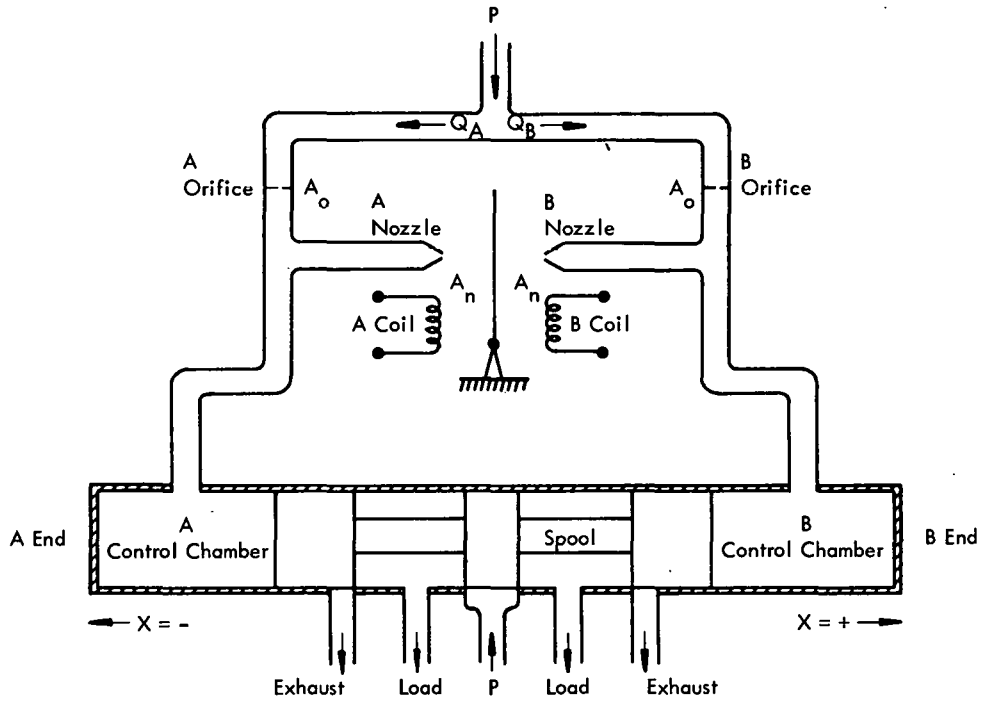 P
Q A Q B
A
Orifice
A o
A
Nozzle
B
Nozzle
A o
B
Orifice
A n
A n
A Coil
B Coil
A End
A
Control Chamber
Spool
B
Control Chamber
B End
X = -
X = +
Exhaust
Load
P
Load
Exhaust